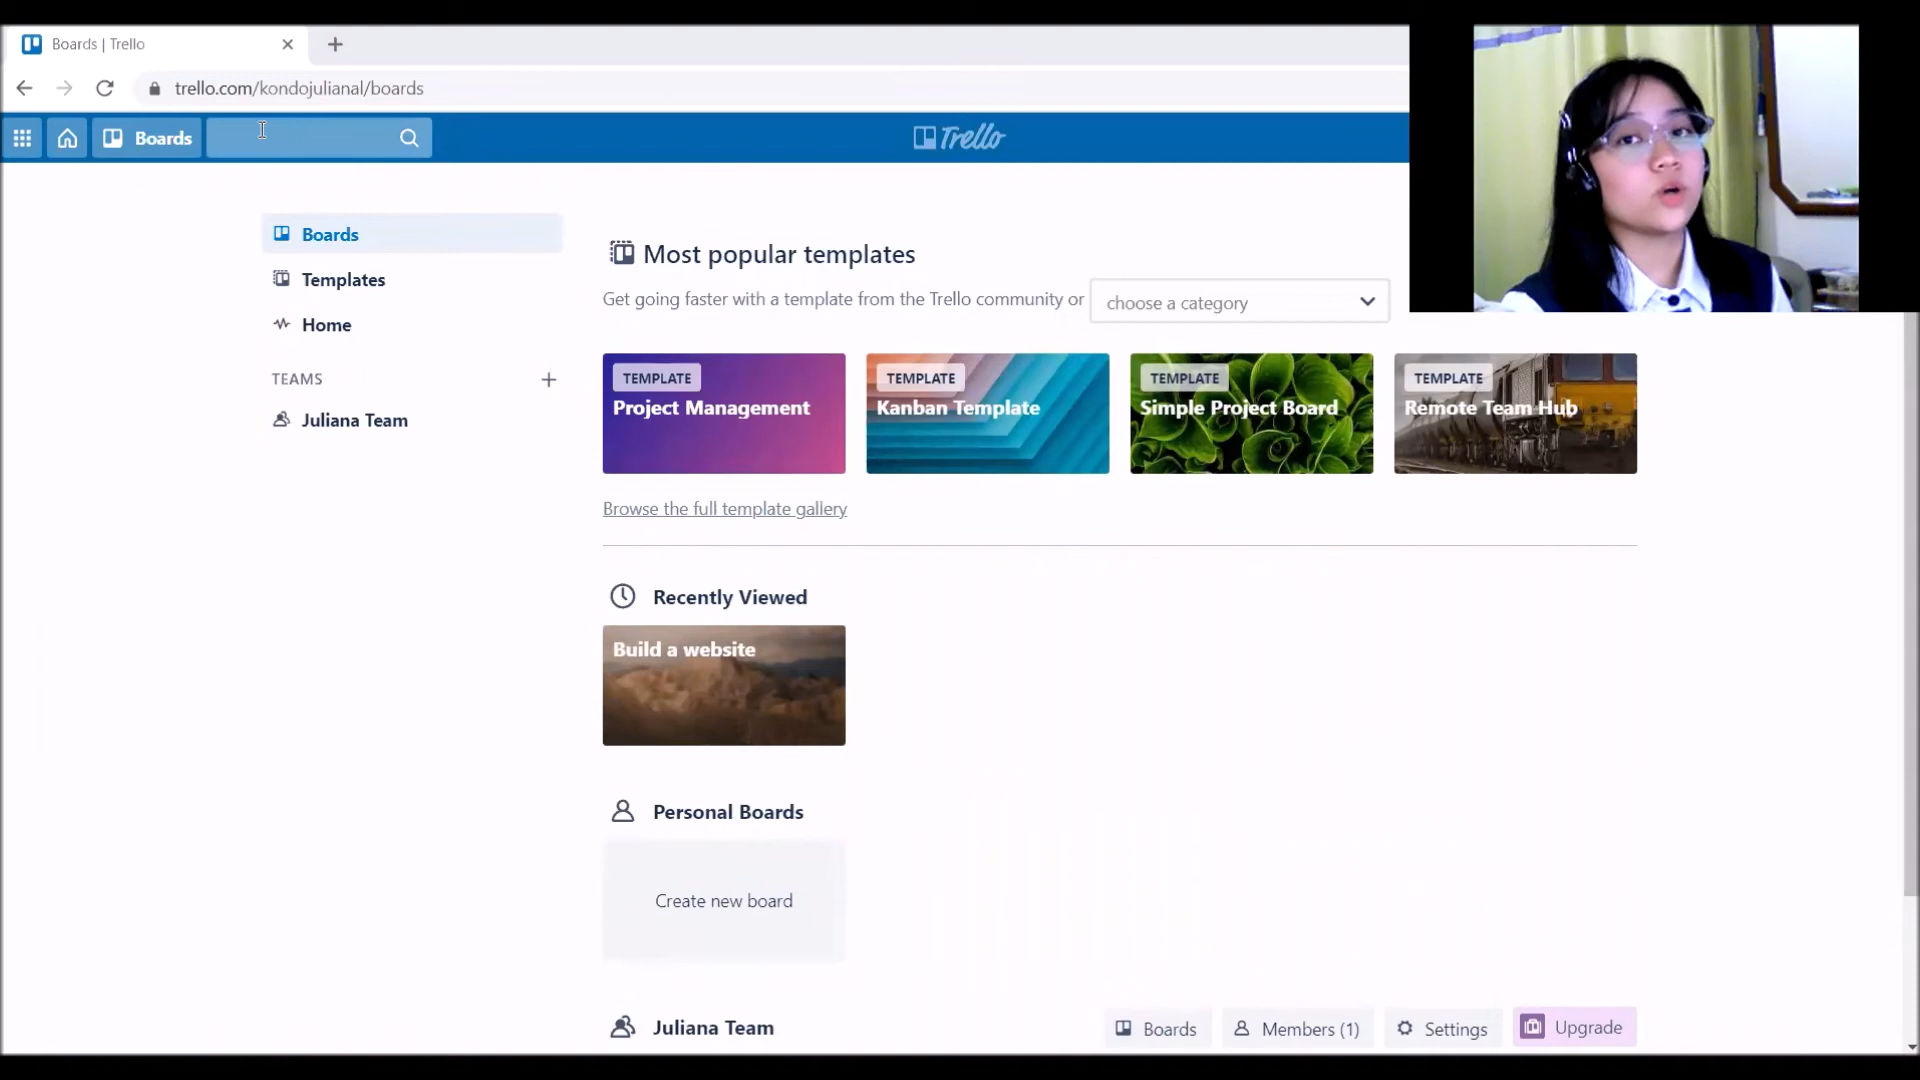 Boards | Trello
trello.com/kondojulianal/boards
Boards
Trello
Boards
Templates
Home
TEAMS
Juliana Team
Most popular templates
Get going faster with a template from the Trello community or
choose a category
TEMPLATE
Project Management
TEMPLATE
Kanban Template
TEMPLATE
Simple Project Board
TEMPLATE
Remote Team Hub
Browse the full template gallery
Recently Viewed
Build a website
Personal Boards
Create new board
Juliana Team
Boards
Members (1)
Settings
Upgrade